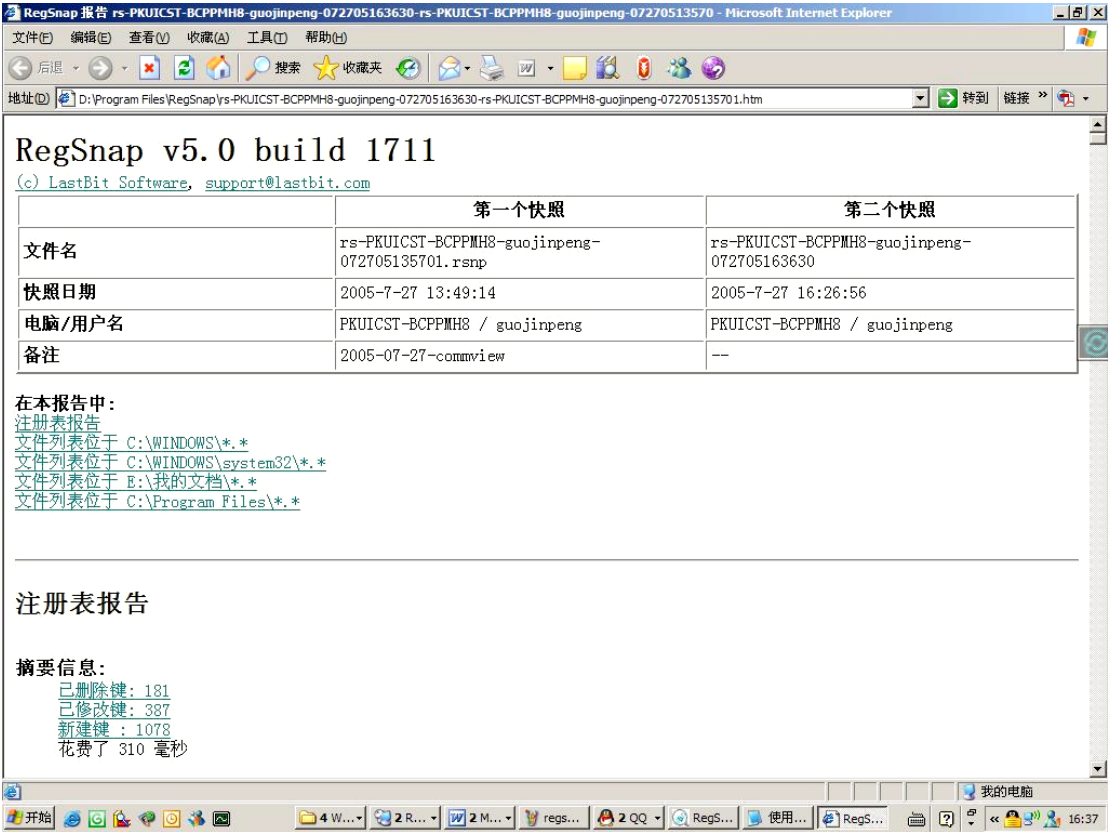 RegSnap 报告 rs-PKUICST-BCPPMH8-guojinpeng-072705163630-rs-PKUICST-BCPPMH8-guojinpeng-07270513570 - Microsoft Internet Explorer
文件(F) 编辑(E) 查看(V) 收藏(A) 工具(T) 帮助(H)
后退 搜索 收藏夹
地址(D) D:\Program Files\RegSnap\rs-PKUICST-BCPPMH8-guojinpeng-072705163630-rs-PKUICST-BCPPMH8-guojinpeng-072705135701.htm 转到 链接 »
RegSnap v5.0 build 1711
(c) LastBit Software, support@lastbit.com
第一个快照 第二个快照
文件名 rs-PKUICST-BCPPMH8-guojinpeng-072705135701.rsnp rs-PKUICST-BCPPMH8-guojinpeng-072705163630
快照日期 2005-7-27 13:49:14 2005-7-27 16:26:56
电脑/用户名 PKUICST-BCPPMH8 / guojinpeng PKUICST-BCPPMH8 / guojinpeng
备注 2005-07-27-commview --
在本报告中:
注册表报告
文件列表位于 C:\WINDOWS\*.*
文件列表位于 C:\WINDOWS\system32\*.*
文件列表位于 E:\我的文档\*.*
文件列表位于 C:\Program Files\*.*
注册表报告
摘要信息:
已删除键: 181
已修改键: 387
新建键 : 1078
花费了 310 毫秒
我的电脑
开始 4 W... 2 R... 2 M... regs... 2 QQ RegS... 使用... RegS... « 16:37